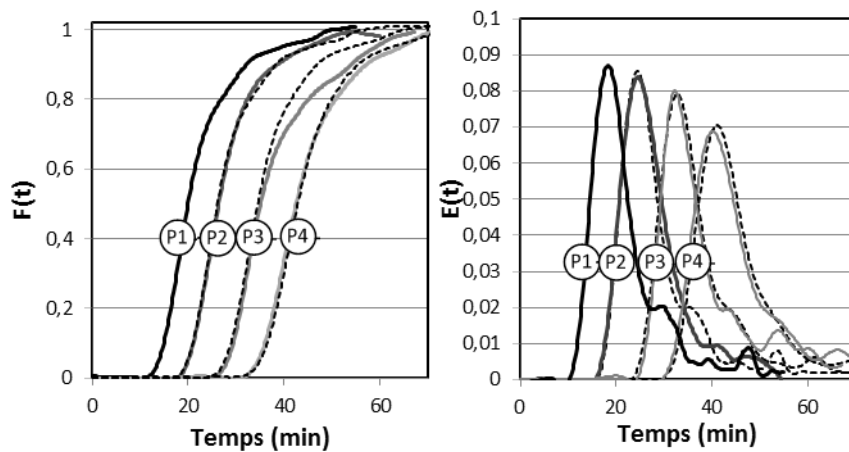 1
0,8
0,6
0,4
0,2
0
F(t)
P1 P2 P3 P4
0 20 40 60
Temps (min)
0,1
0,09
0,08
0,07
0,06
0,05
0,04
0,03
0,02
0,01
0
E(t)
P1 P2 P3 P4
0 20 40 60
Temps (min)